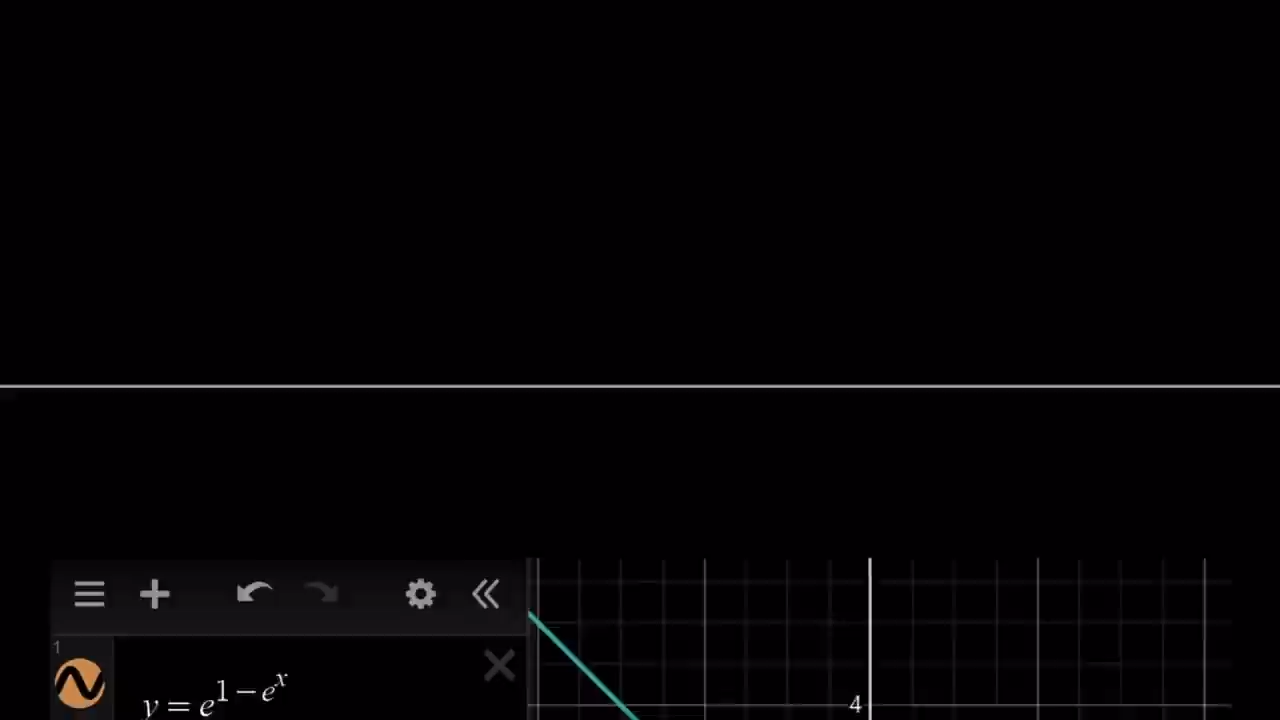 1
y = e^{1-e^x}
4